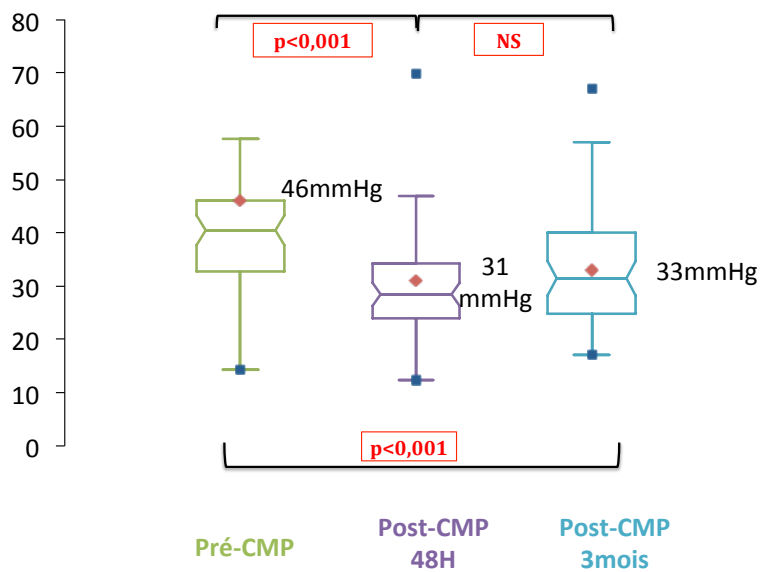 80
70
60
50
40
30
20
10
0
p<0,001
NS
46mmHg
31
mmHg
33mmHg
p<0,001
Pré-CMP
Post-CMP
48H
Post-CMP
3mois